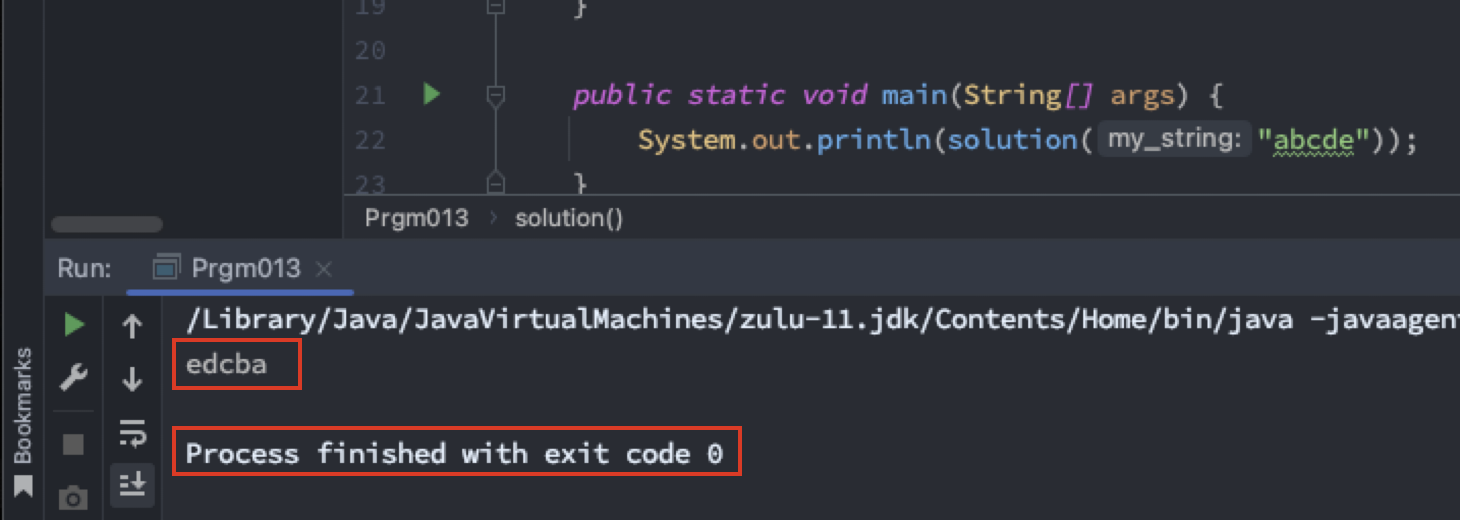 19 }
20
21 public static void main(String[] args) {
22 System.out.println(solution( my_string: "abcde"));
23 }
Prgm013 › solution()
Run: Prgm013 ×
/Library/Java/JavaVirtualMachines/zulu-11.jdk/Contents/Home/bin/java -javaagent
edcba
Process finished with exit code 0
Bookmarks